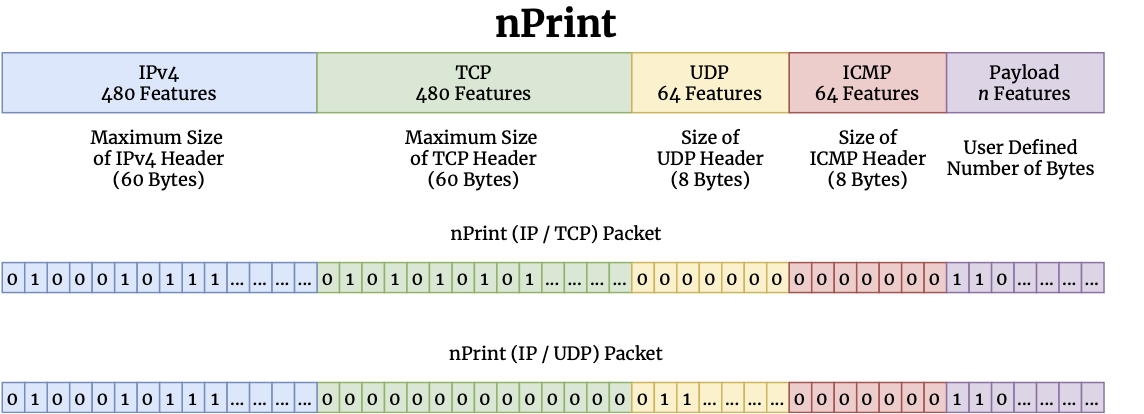 nPrint
IPv4 TCP UDP ICMP Payload
480 Features 480 Features 64 Features 64 Features n Features
Maximum Size
of IPv4 Header
(60 Bytes)
Maximum Size
of TCP Header
(60 Bytes)
Size of
UDP Header
(8 Bytes)
Size of
ICMP Header
(8 Bytes)
User Defined
Number of Bytes
nPrint (IP / TCP) Packet
0 1 0 0 0 1 0 1 1 1 ... ... ... ... 0 1 0 1 0 1 0 1 0 1 ... ... ... ... 0 0 0 0 0 0 0 0 0 0 0 0 0 0 1 1 0 ... ... ... ...
nPrint (IP / UDP) Packet
0 1 0 0 0 1 0 1 1 1 ... ... ... ... 0 0 0 0 0 0 0 0 0 0 0 0 0 0 0 1 1 ... ... ... ... 0 0 0 0 0 0 0 1 1 0 ... ... ... ...